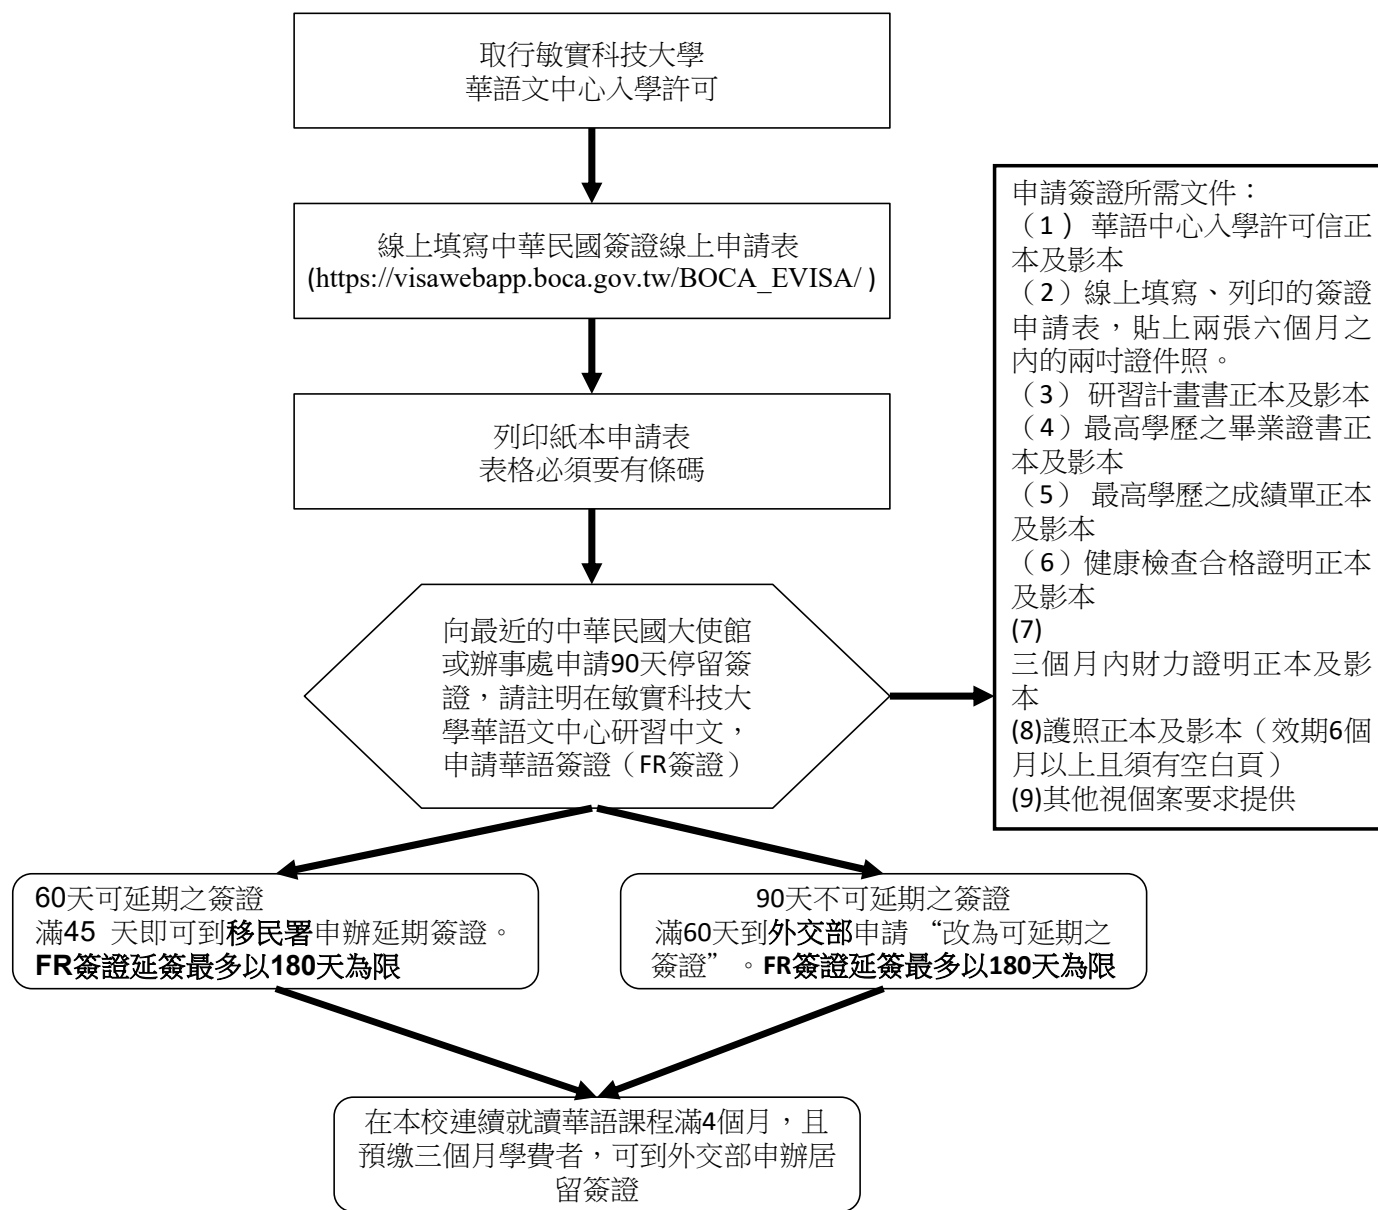 取行敏實科技大學
華語文中心入學許可
線上填寫中華民國簽證線上申請表
(https://visawebapp.boca.gov.tw/BOCA_EVISA/ )
列印紙本申請表
表格必須要有條碼
向最近的中華民國大使館
或辦事處申請90天停留簽
證，請註明在敏實科技大
學華語文中心研習中文，
申請華語簽證（FR簽證）
申請簽證所需文件：
（1 ） 華語中心入學許可信正
本及影本
（2）線上填寫、列印的簽證
申請表，貼上兩張六個月之
內的兩吋證件照。
（3） 研習計畫書正本及影本
（4）最高學歷之畢業證書正
本及影本
（5） 最高學歷之成績單正本
及影本
（6）健康檢查合格證明正本
及影本
(7)
三個月內財力證明正本及影
本
(8)護照正本及影本（效期6個
月以上且須有空白頁）
(9)其他視個案要求提供
60天可延期之簽證
滿45 天即可到移民署申辦延期簽證。
FR簽證延簽最多以180天為限
90天不可延期之簽證
滿60天到外交部申請 “改為可延期之
簽證” 。FR簽證延簽最多以180天為限
在本校連續就讀華語課程滿4個月，且
預缴三個月學費者，可到外交部申辦居
留簽證